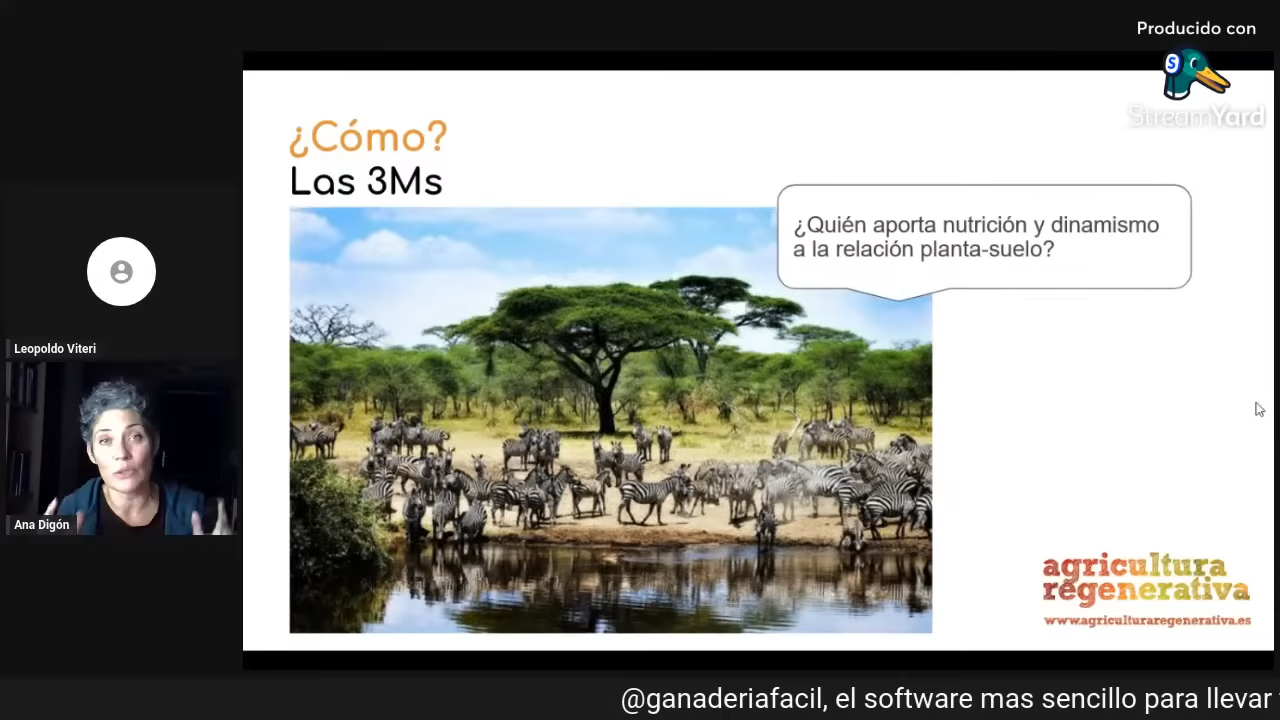 Producido con
StreamYard
¿Cómo?
Las 3Ms
¿Quién aporta nutrición y dinamismo
a la relación planta-suelo?
Leopoldo Viteri
Ana Digón
agricultura
regenerativa
www.agriculturaregenerativa.es
@ganaderiafacil, el software mas sencillo para llevar